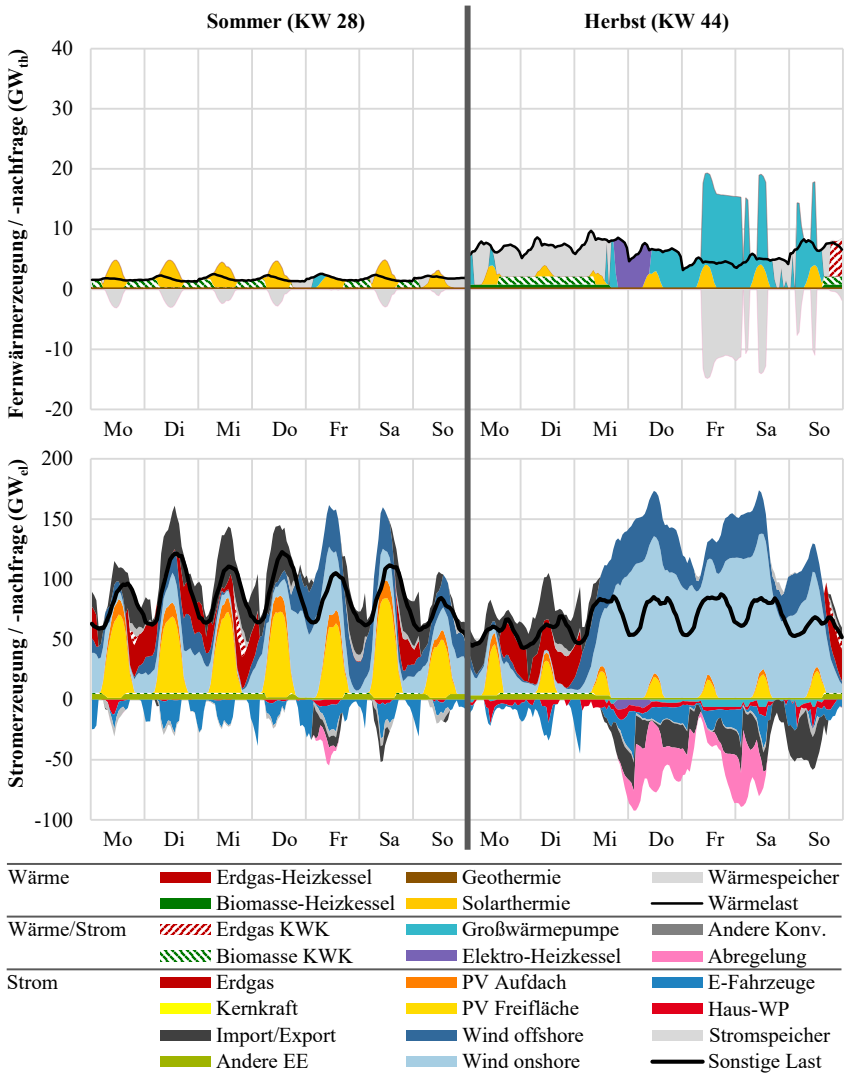 Sommer (KW 28) Herbst (KW 44)
Fernwärmerzeugung / -nachfrage (GWth)
40
30
20
10
0
-10
-20
Mo Di Mi Do Fr Sa So Mo Di Mi Do Fr Sa So
Stromerzeugung / -nachfrage (GWel)
200
150
100
50
0
-50
-100
Mo Di Mi Do Fr Sa So Mo Di Mi Do Fr Sa So
Wärme Erdgas-Heizkessel Geothermie Wärmespeicher
Biomasse-Heizkessel Solarthermie Wärmelast
Wärme/Strom Erdgas KWK Großwärmepumpe Andere Konv.
Biomasse KWK Elektro-Heizkessel Abregelung
Strom Erdgas PV Aufdach E-Fahrzeuge
Kernkraft PV Freifläche Haus-WP
Import/Export Wind offshore Stromspeicher
Andere EE Wind onshore Sonstige Last